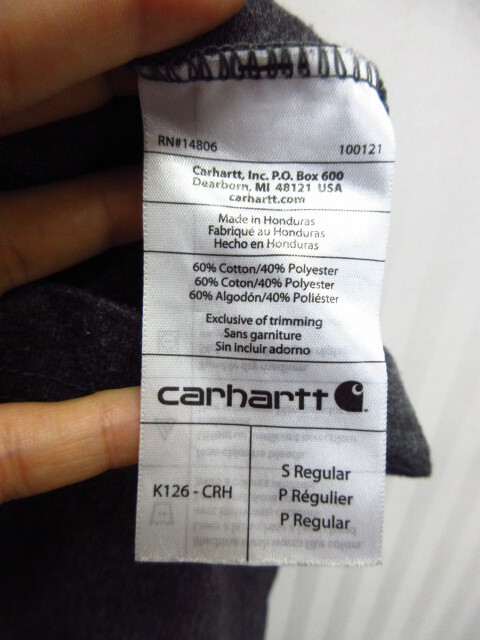 RN#14806 100121
Carhartt, Inc. P.O. Box 600
Dearborn, MI 48121 USA
carhartt.com
Made in Honduras
Fabriqué au Honduras
Hecho en Honduras
60% Cotton/40% Polyester
60% Cotton/40% Polyester
60% Algodón/40% Poliéster
Exclusive of trimming
Sans garniture
Sin incluir adorno
carhartt
K126 - CRH
S Regular
P Régulier
P Regular